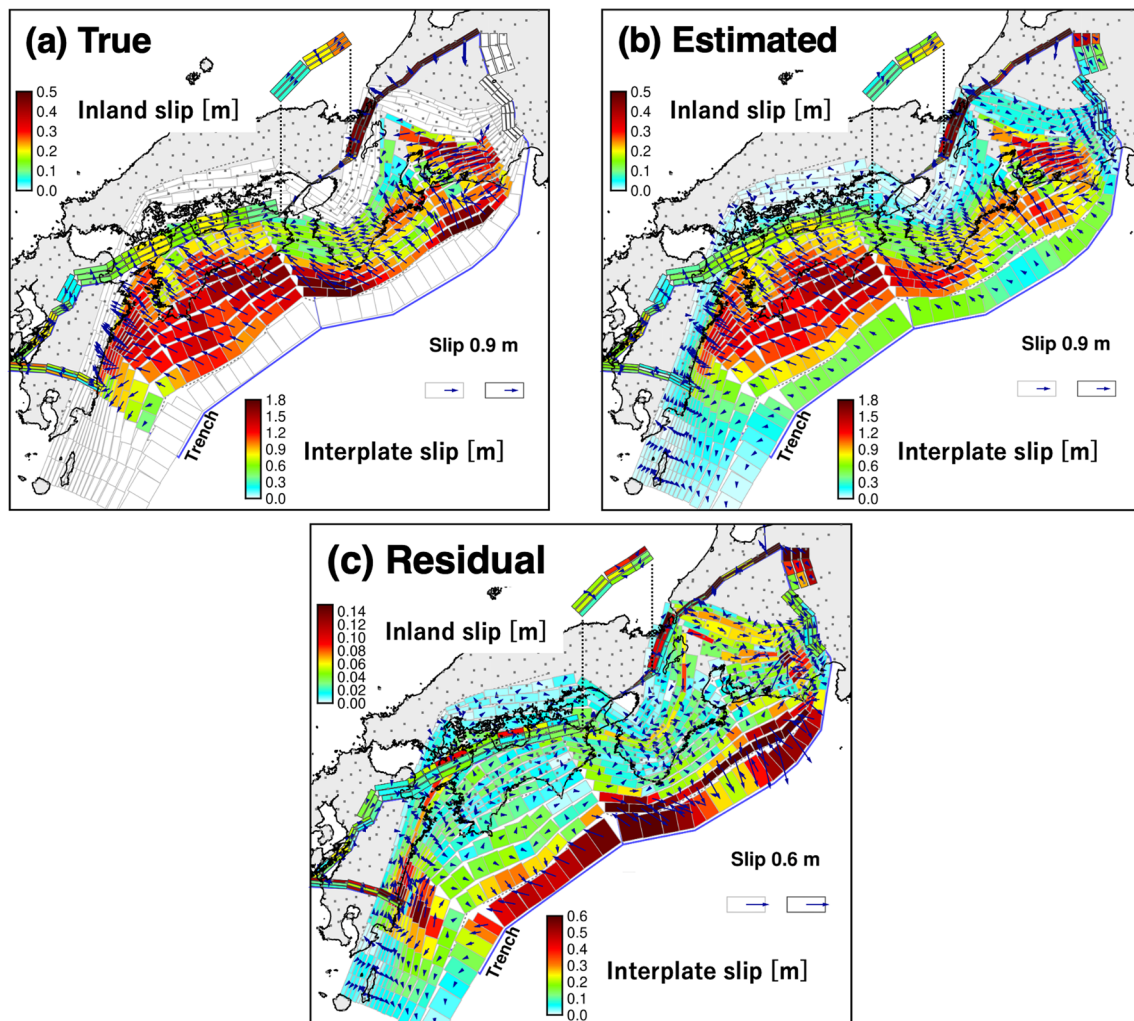 (a) True
0.5
0.4
0.3
0.2
0.1
0.0
Inland slip [m]
Slip 0.9 m
1.8
1.5
1.2
0.9
0.6
0.3
0.0
Trench
Interplate slip [m]
(b) Estimated
0.5
0.4
0.3
0.2
0.1
0.0
Inland slip [m]
Slip 0.9 m
1.8
1.5
1.2
0.9
0.6
0.3
0.0
Trench
Interplate slip [m]
(c) Residual
0.14
0.12
0.10
0.08
0.06
0.04
0.02
0.00
Inland slip [m]
Slip 0.6 m
0.6
0.5
0.4
0.3
0.2
0.1
0.0
Trench
Interplate slip [m]